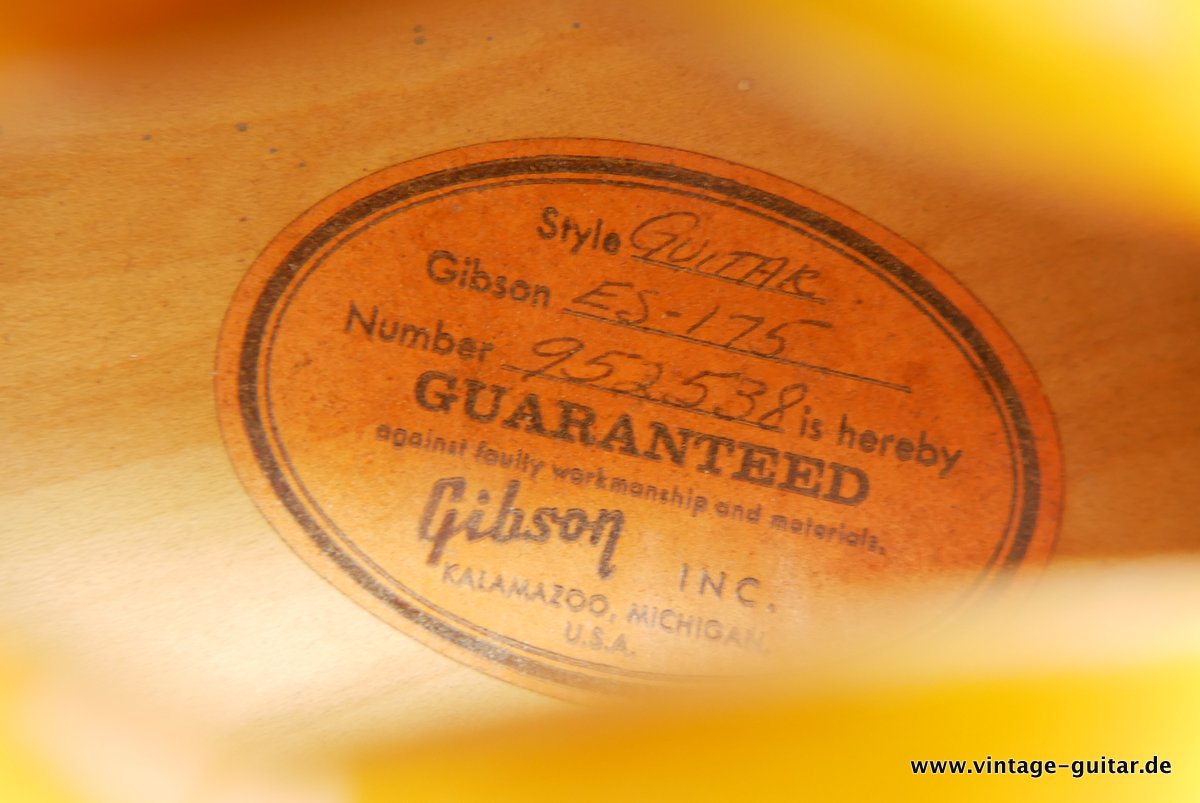 Style GUITAR
Gibson ES-175
Number 952538 is hereby
GUARANTEED
against faulty workmanship and materials.
Gibson INC.
KALAMAZOO, MICHIGAN,
U.S.A.
www.vintage-guitar.de